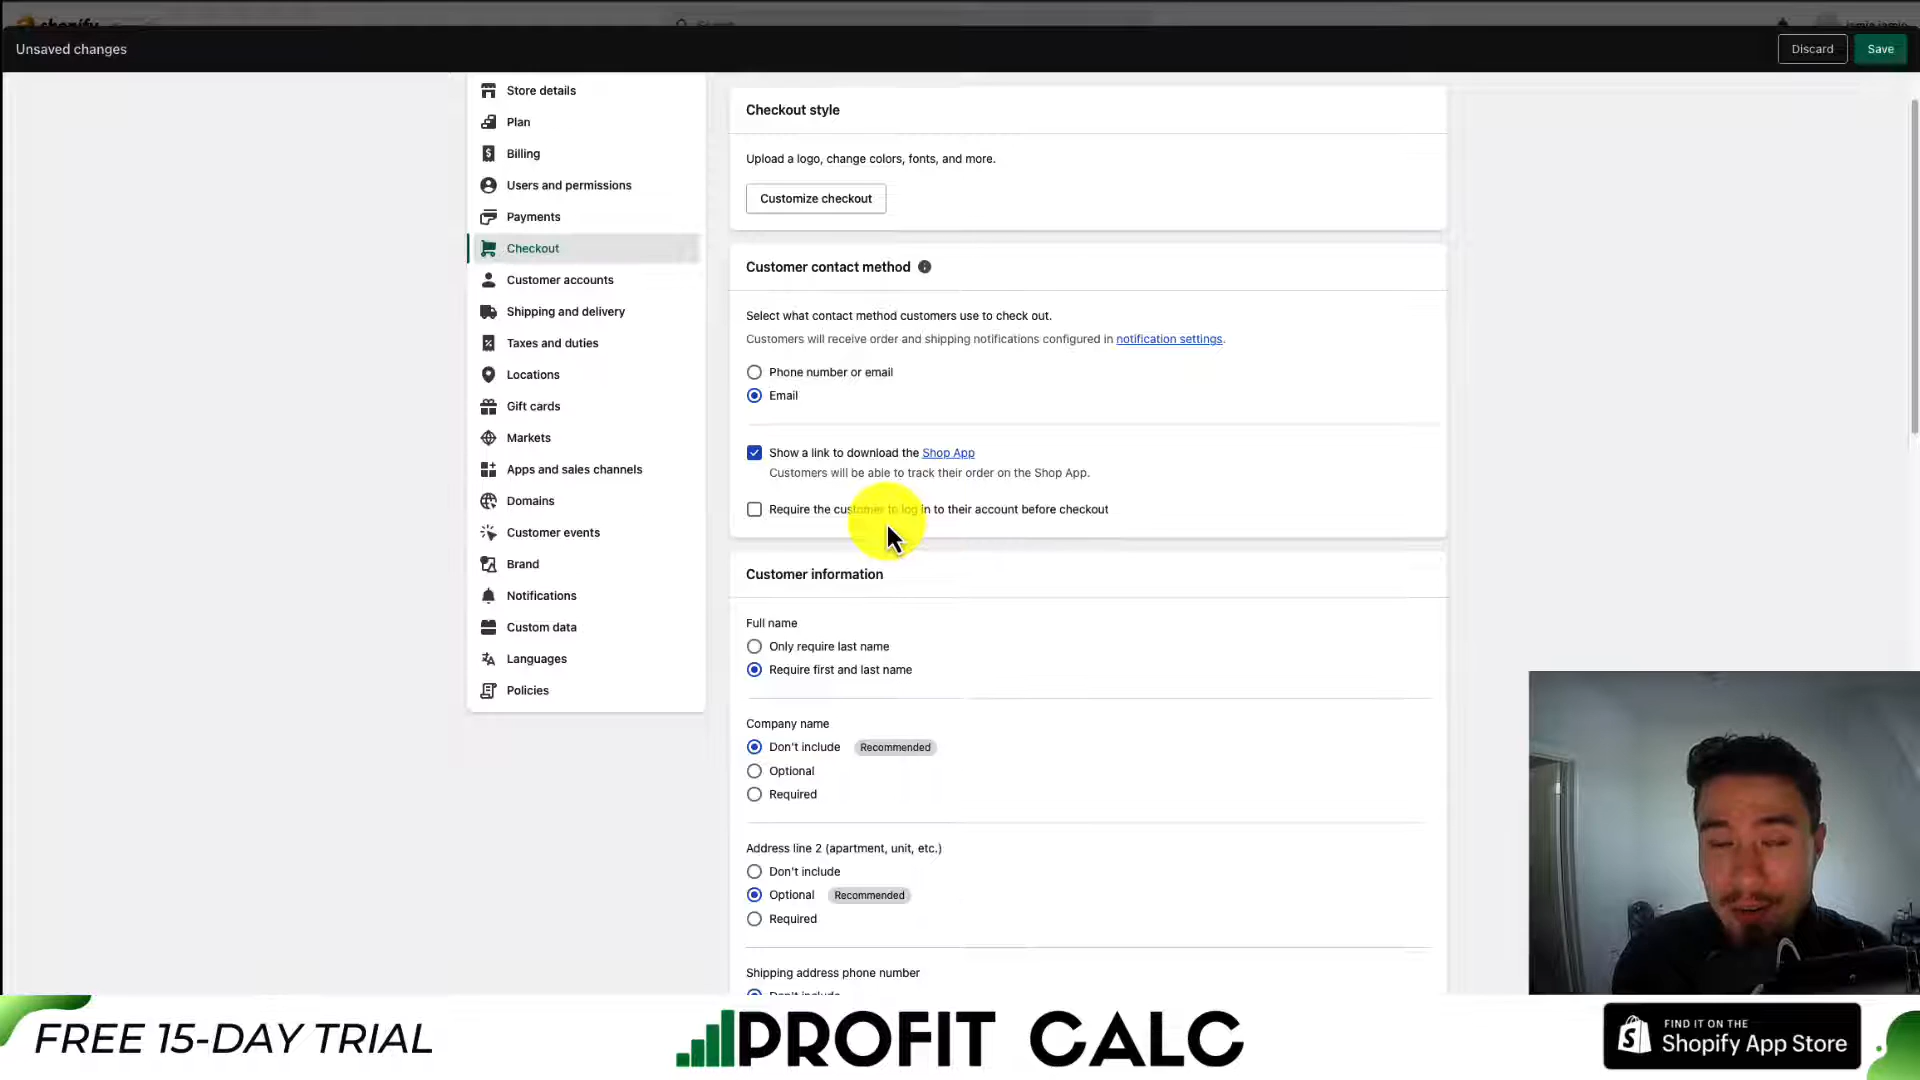 shopify
Search
Unsaved changes
Discard
Save
Store details
Plan
Billing
Users and permissions
Payments
Checkout
Customer accounts
Shipping and delivery
Taxes and duties
Locations
Gift cards
Markets
Apps and sales channels
Domains
Customer events
Brand
Notifications
Custom data
Languages
Policies
Checkout style
Upload a logo, change colors, fonts, and more.
Customize checkout
Customer contact method
Select what contact method customers use to check out.
Customers will receive order and shipping notifications configured in notification settings.
Phone number or email
Email
Show a link to download the Shop App
Customers will be able to track their order on the Shop App.
Require the customer to log in to their account before checkout
Customer information
Full name
Only require last name
Require first and last name
Company name
Don't include Recommended
Optional
Required
Address line 2 (apartment, unit, etc.)
Don't include
Optional Recommended
Required
Shipping address phone number
Don't include
FREE 15-DAY TRIAL
PROFIT CALC
FIND IT ON THE
Shopify App Store